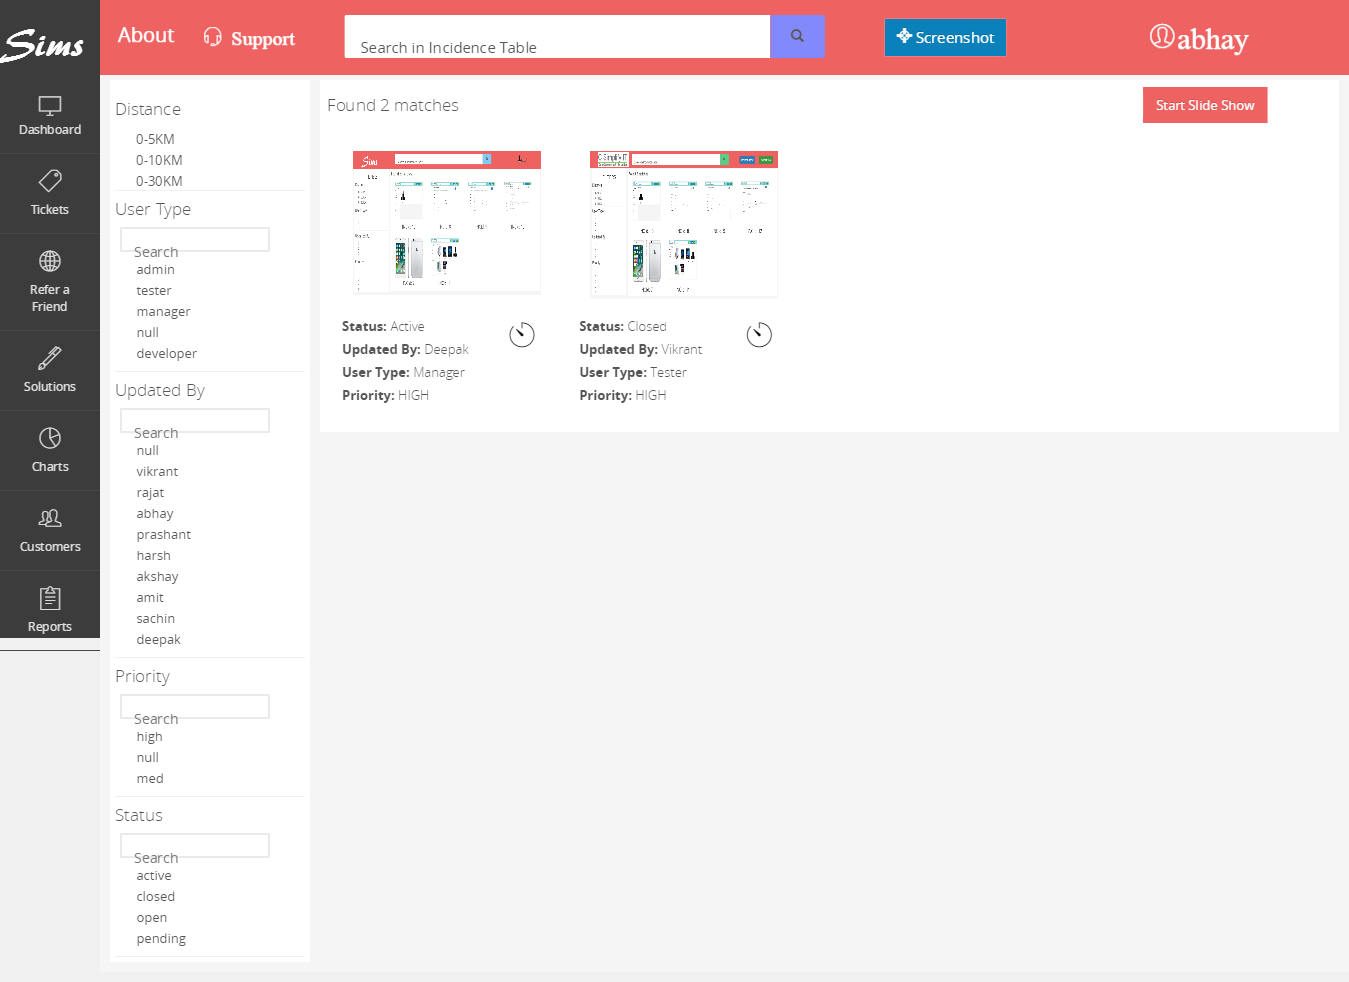 Sims
About
Support
Search in Incidence Table
Screenshot
abhay
Dashboard
Tickets
Refer a
Friend
Solutions
Charts
Customers
Reports
Distance
0-5KM
0-10KM
0-30KM
User Type
Search
admin
tester
manager
null
developer
Updated By
Search
null
vikrant
rajat
abhay
prashant
harsh
akshay
amit
sachin
deepak
Priority
Search
high
null
med
Status
Search
active
closed
open
pending
Found 2 matches
Start Slide Show
Sims
Status: Active
Updated By: Deepak
User Type: Manager
Priority: HIGH
Status: Closed
Updated By: Vikrant
User Type: Tester
Priority: HIGH